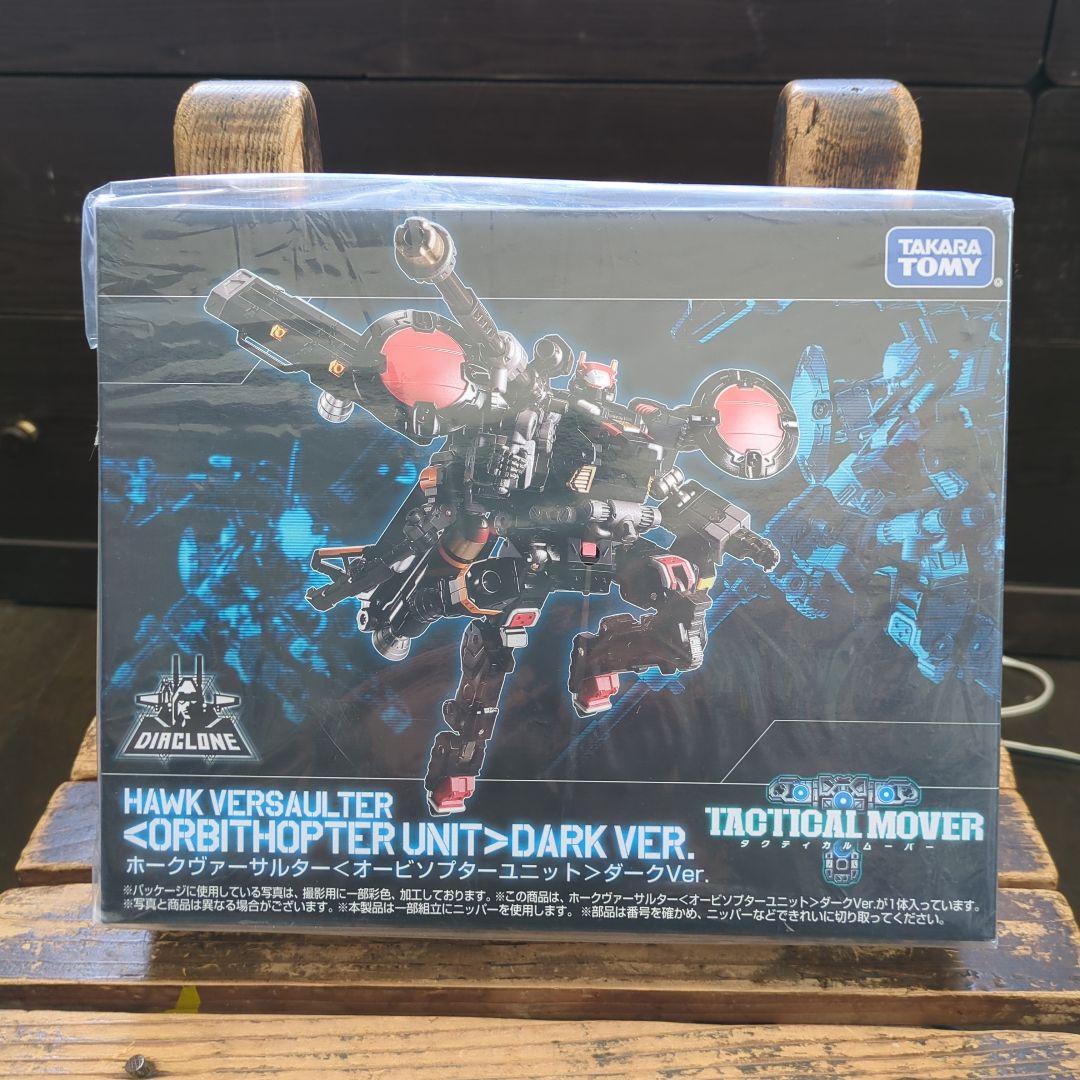 TAKARA
TOMY
DIACLONE
HAWK VERSAULTER
<ORBITHOPTER UNIT>DARK VER.
ホークヴァーサルター<オービソプターユニット>ダークVer.
TACTICAL MOVER
タクティカルムーバー
※パッケージに使用している写真は、撮影用に一部彩色、加工しております。※この商品は、ホークヴァーサルター<オービソプターユニット>ダークVer.が1体入っています。
※写真と商品は異なる場合がございます。※本製品は一部組立にニッパーを使用します。 ※部品は番号を確かめ、ニッパーなどできれいに切り取ってください。